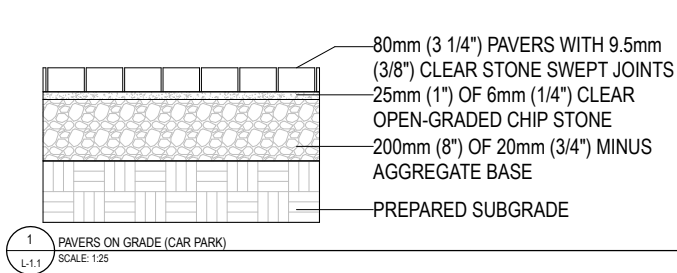 80mm (3 1/4") PAVERS WITH 9.5mm
(3/8") CLEAR STONE SWEPT JOINTS
25mm (1") OF 6mm (1/4") CLEAR
OPEN-GRADED CHIP STONE
200mm (8") OF 20mm (3/4") MINUS
AGGREGATE BASE
PREPARED SUBGRADE
1
L-1.1
PAVERS ON GRADE (CAR PARK)
SCALE: 1:25